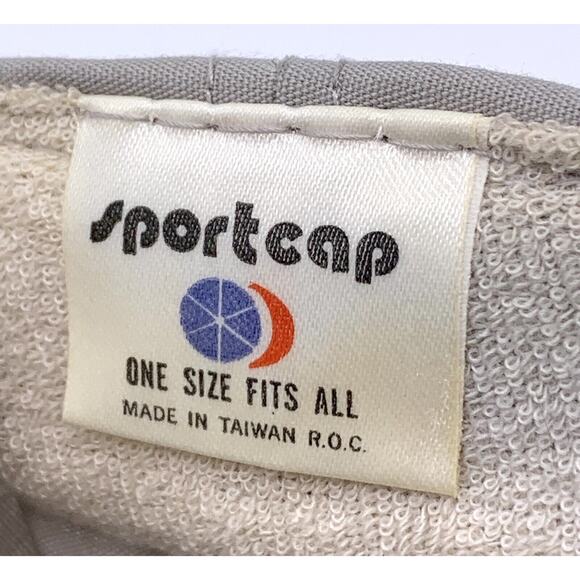 sportcap
ONE SIZE FITS ALL
MADE IN TAIWAN R.O.C.